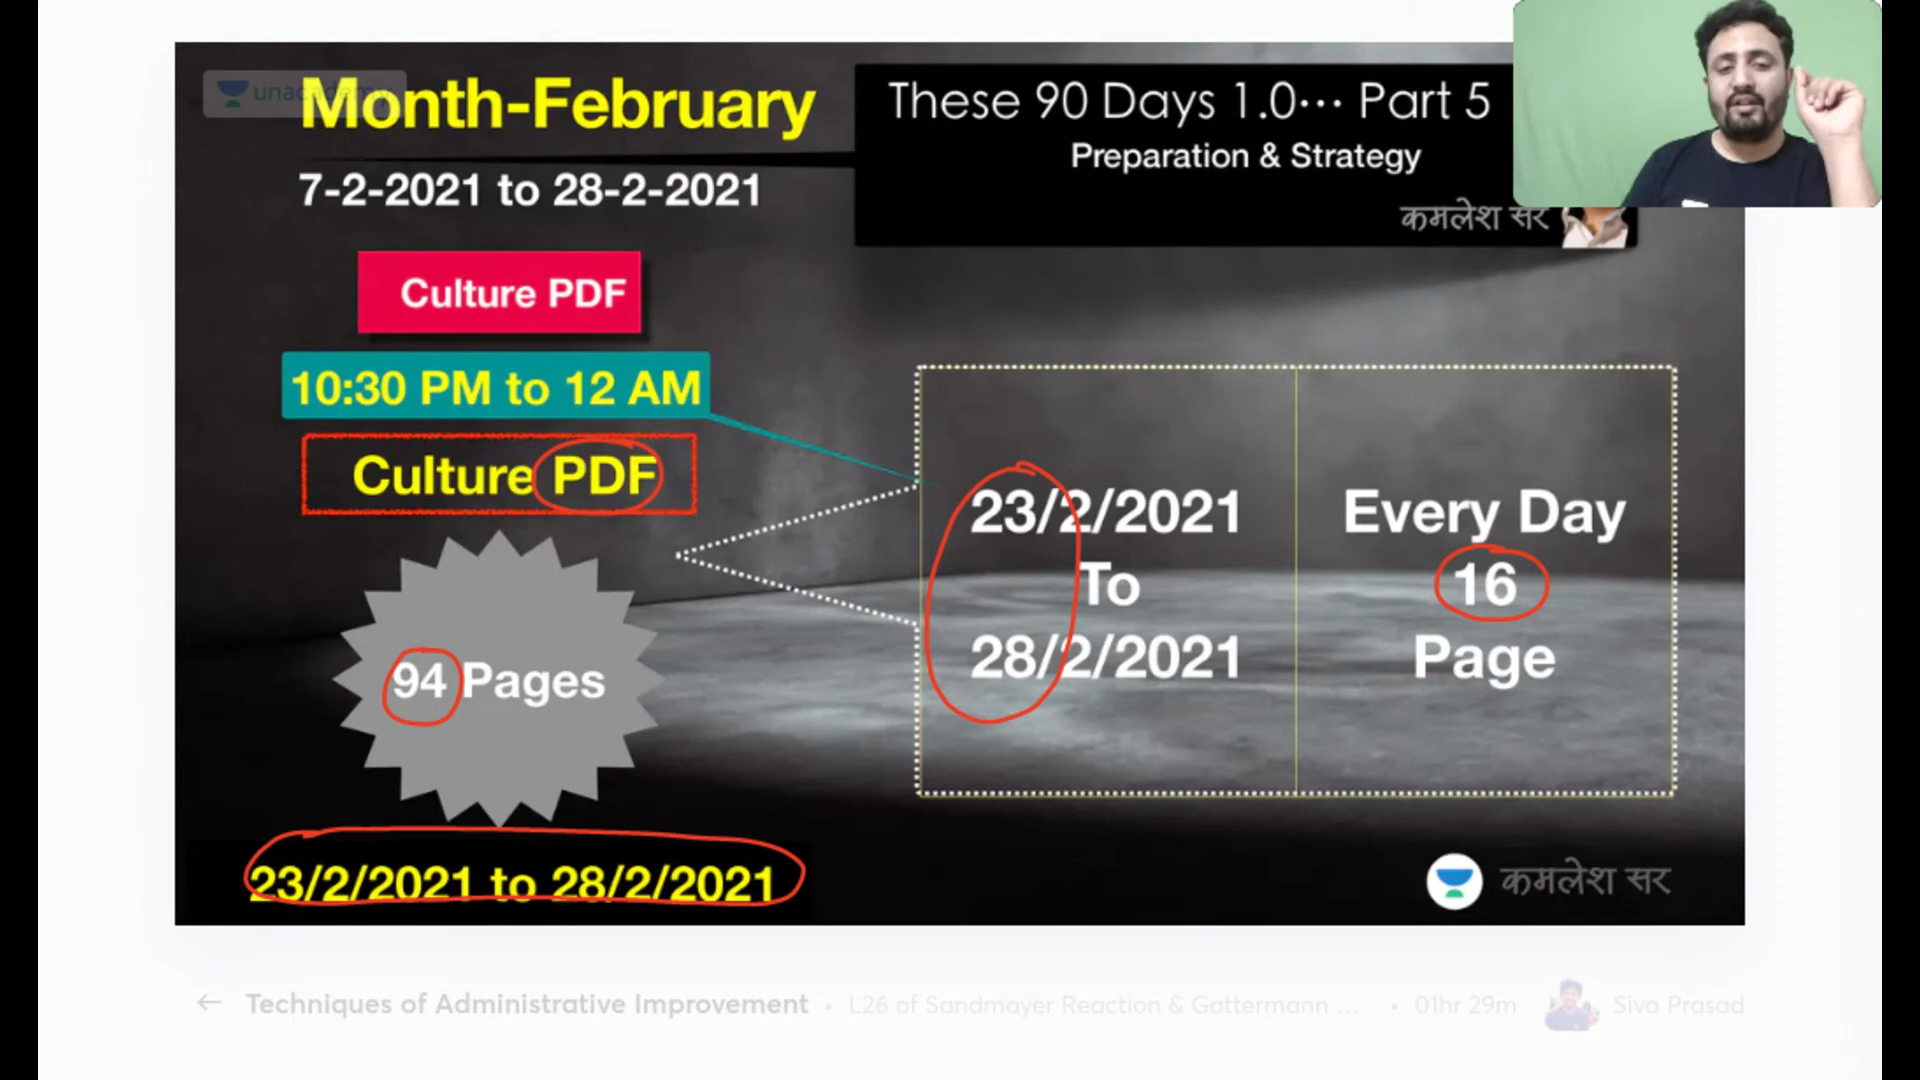 unacademy
Month-February
7-2-2021 to 28-2-2021
These 90 Days 1.0... Part 5
Preparation & Strategy
कमलेश सर
Culture PDF
10:30 PM to 12 AM
Culture PDF
94 Pages
23/2/2021
To
28/2/2021
Every Day
16
Page
23/2/2021 to 28/2/2021
कमलेश सर
Techniques of Administrative Improvement • L26 of Sandmayer Reaction & Gattermann ... • 01hr 29m Siva Prasad